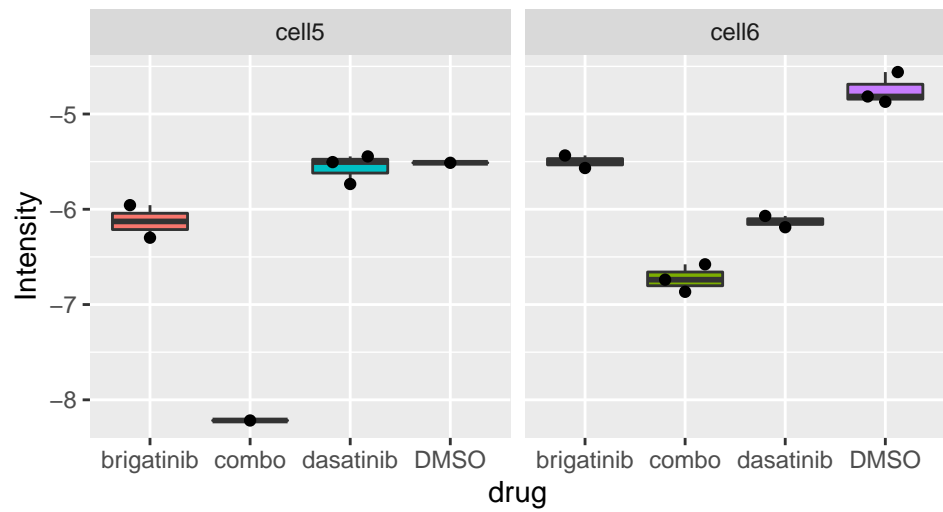 cell5 cell6
Intensity
−5
−6
−7
−8
brigatinib combo dasatinib DMSO brigatinib combo dasatinib DMSO
drug